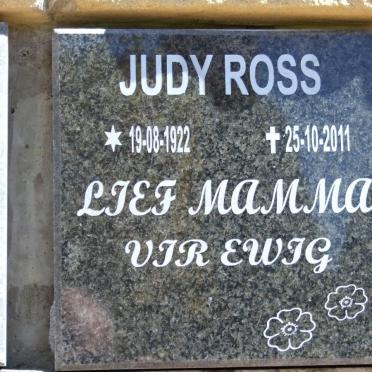 JUDY ROSS
19-08-1922 25-10-2011
LIEF MAMMA
VIR EWIG